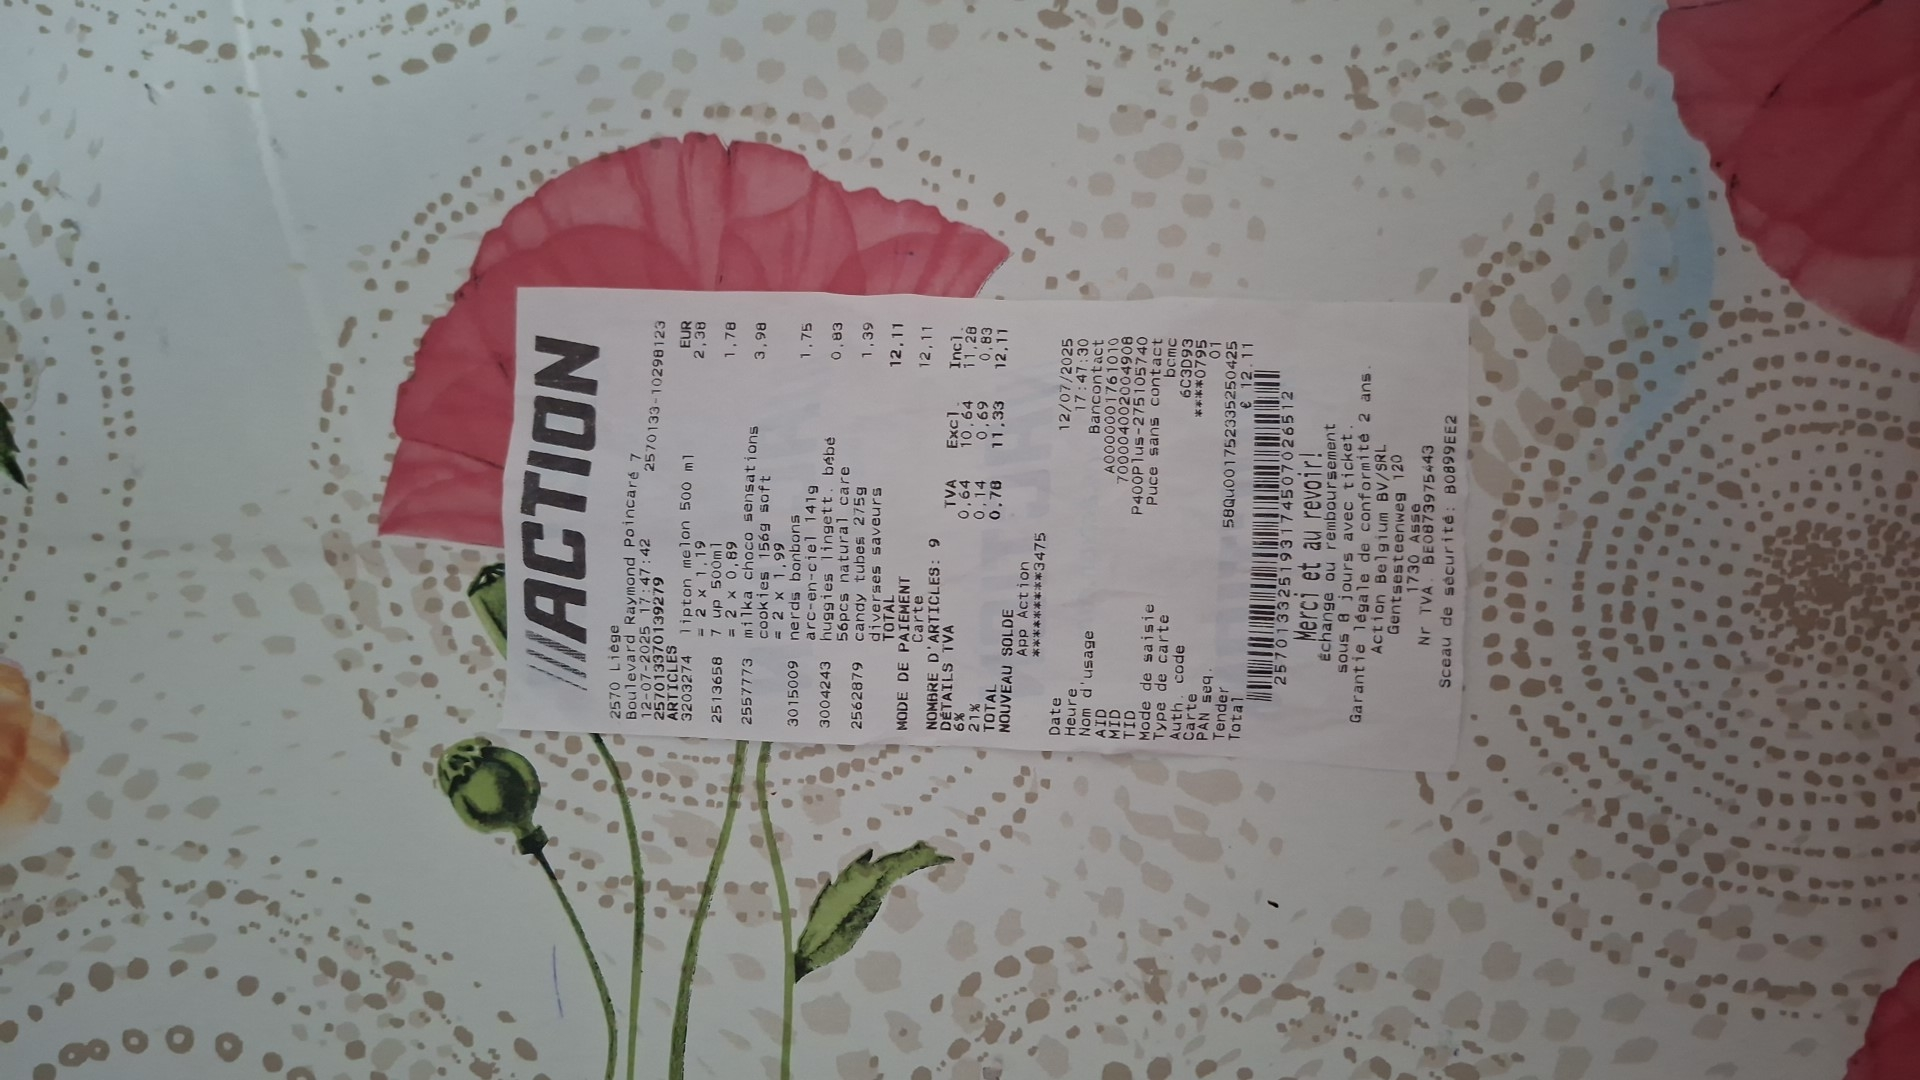 ACTION
2570 Liège
Boulevard Raymond Poincaré 7
12-07-2025 17:47:42 2570133-10298123
257013370139279
ARTICLES EUR
3203274 lipton melon 500 ml 2,38
= 2 x 1,19
2513658 7 up 500ml 1,78
= 2 x 0,89
2557773 milka choco sensations 3,98
cookies 156g soft
= 2 x 1,99
3015009 nerds bonbons 1,75
arc-en-ciel 141g
3004243 huggies lingett. bébé 0,83
56pcs natural care
2562879 candy tubes 275g 1,39
diverses saveurs
TOTAL 12,11
MODE DE PAIEMENT
Carte 12,11
NOMBRE D'ARTICLES: 9
DÉTAILS TVA TVA Excl. Incl.
6% 0,64 10,64 11,28
21% 0,14 0,69 0,83
TOTAL 0,78 11,33 12,11
NOUVEAU SOLDE
App Action
***********3475
Date 12/07/2025
Heure 17:47:30
Nom d'usage Bancontact
AID A0000001761010
MID 700004002004908
TID P400Plus-275105740
Mode de saisie Puce sans contact
Type de carte bcmc
Auth. code 6C3D93
Carte ****0795
PAN seq. 01
Tender 58QU001752335250425
Total € 12.11
257013325193174507026512
Merci et au revoir!
Échange ou remboursement
sous 8 jours avec ticket.
Garantie légale de conformité 2 ans.
Action Belgium BV/SRL
Gentsesteenweg 120
1730 Asse
Nr TVA. BE0873975443
Sceau de sécurité: B0899EE2